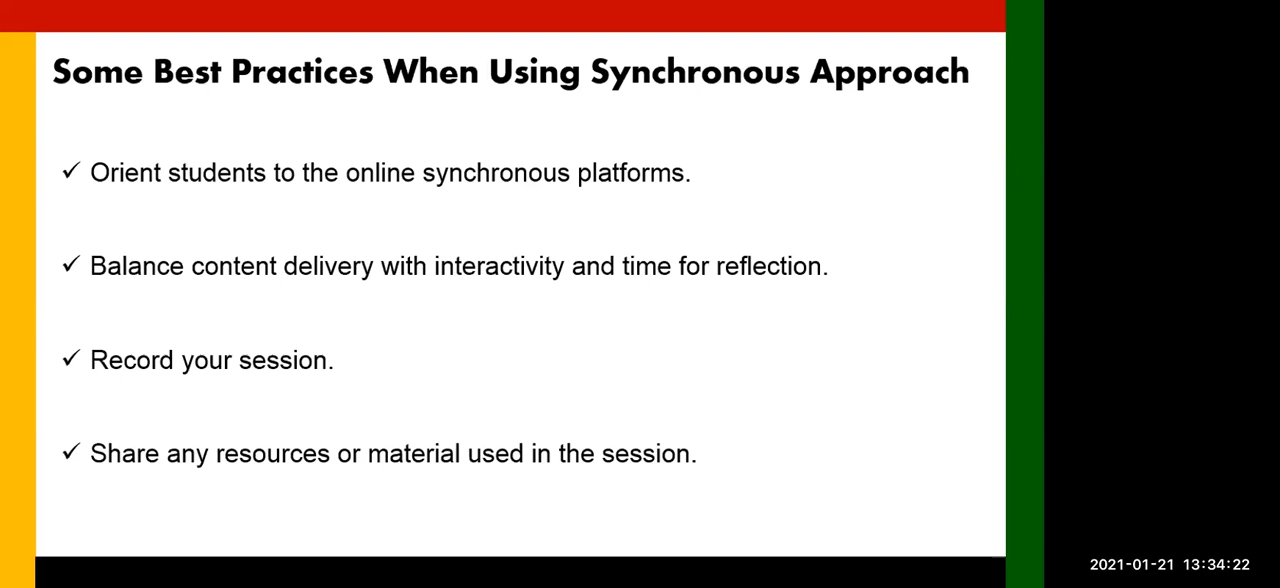 Some Best Practices When Using Synchronous Approach
✓ Orient students to the online synchronous platforms.
✓ Balance content delivery with interactivity and time for reflection.
✓ Record your session.
✓ Share any resources or material used in the session.
2021-01-21 13:34:22